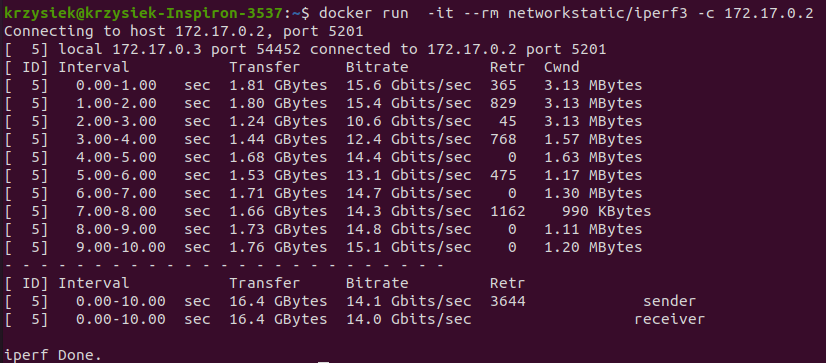 krzysiek@krzysiek-Inspiron-3537:~$ docker run  -it --rm networkstatic/iperf3 -c 172.17.0.2
Connecting to host 172.17.0.2, port 5201
[  5] local 172.17.0.3 port 54452 connected to 172.17.0.2 port 5201
[ ID] Interval           Transfer     Bitrate         Retr  Cwnd
[  5]   0.00-1.00   sec  1.81 GBytes  15.6 Gbits/sec  365   3.13 MBytes
[  5]   1.00-2.00   sec  1.80 GBytes  15.4 Gbits/sec  829   3.13 MBytes
[  5]   2.00-3.00   sec  1.24 GBytes  10.6 Gbits/sec   45   3.13 MBytes
[  5]   3.00-4.00   sec  1.44 GBytes  12.4 Gbits/sec  768   1.57 MBytes
[  5]   4.00-5.00   sec  1.68 GBytes  14.4 Gbits/sec    0   1.63 MBytes
[  5]   5.00-6.00   sec  1.53 GBytes  13.1 Gbits/sec  475   1.17 MBytes
[  5]   6.00-7.00   sec  1.71 GBytes  14.7 Gbits/sec    0   1.30 MBytes
[  5]   7.00-8.00   sec  1.66 GBytes  14.3 Gbits/sec  1162    990 KBytes
[  5]   8.00-9.00   sec  1.73 GBytes  14.8 Gbits/sec    0   1.11 MBytes
[  5]   9.00-10.00  sec  1.76 GBytes  15.1 Gbits/sec    0   1.20 MBytes
- - - - - - - - - - - - - - - - - - - - - - - - -
[ ID] Interval           Transfer     Bitrate         Retr
[  5]   0.00-10.00  sec  16.4 GBytes  14.1 Gbits/sec  3644             sender
[  5]   0.00-10.00  sec  16.4 GBytes  14.0 Gbits/sec                  receiver
iperf Done.